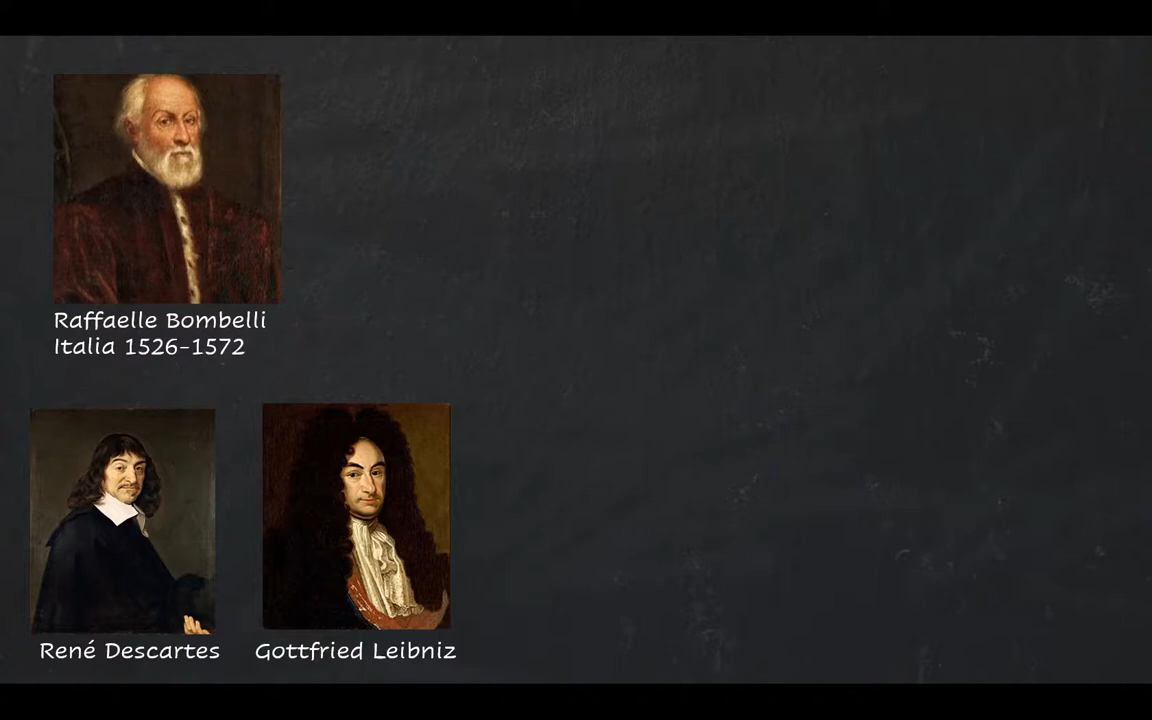 Raffaelle Bombelli
Italia 1526-1572
René Descartes
Gottfried Leibniz